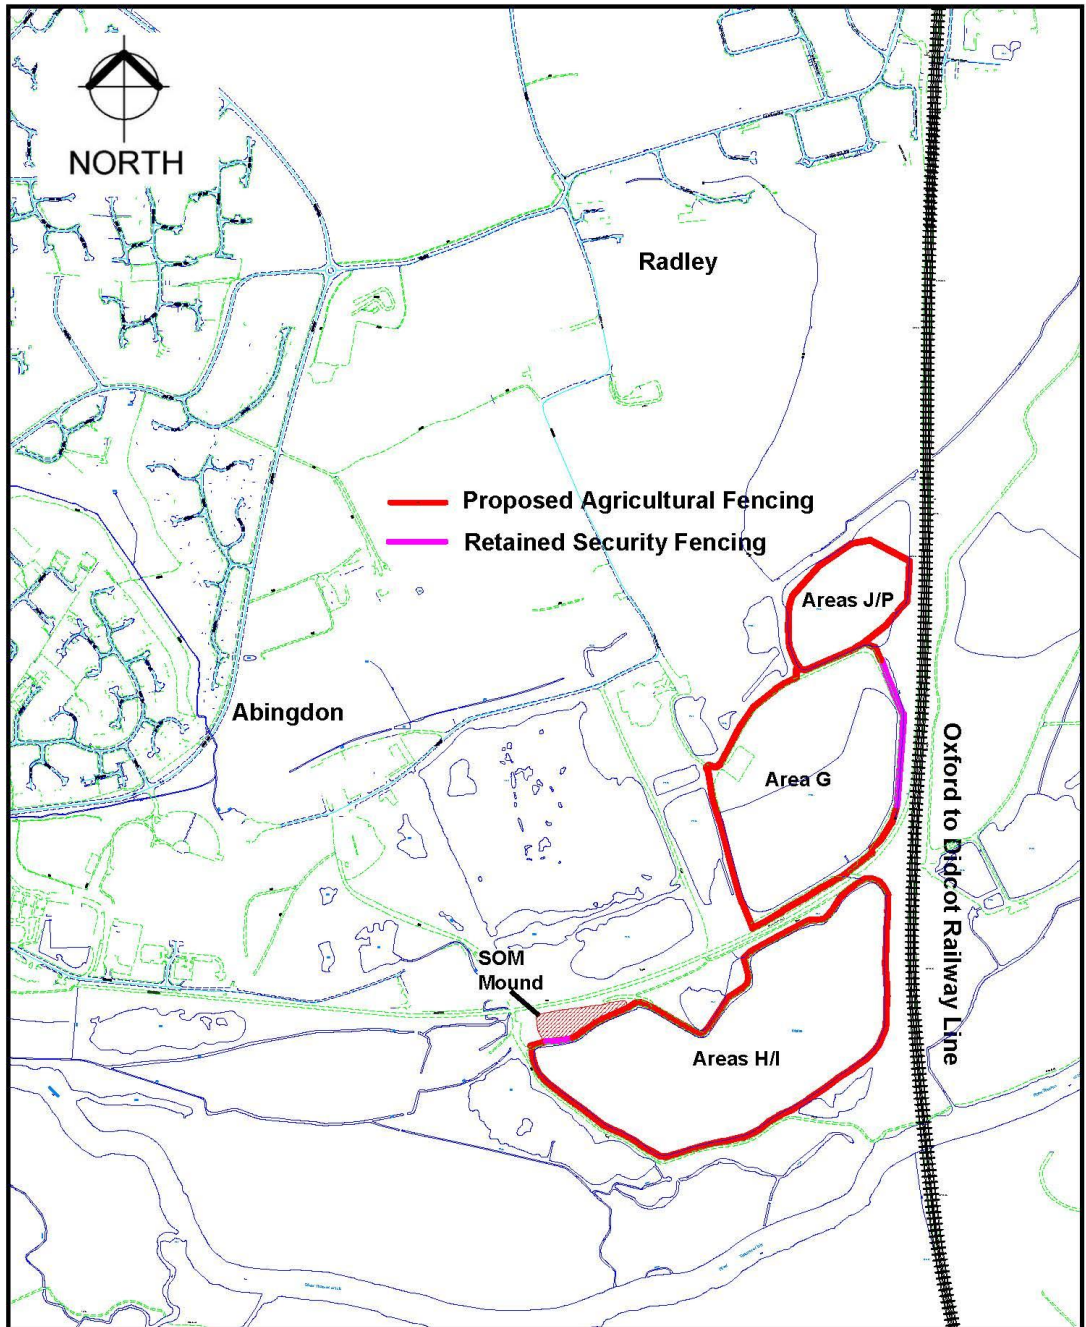 NORTH
Radley
Proposed Agricultural Fencing
Retained Security Fencing
Areas J/P
Abingdon
Area G
Oxford to Didcot Railway Line
SOM
Mound
Areas H/I